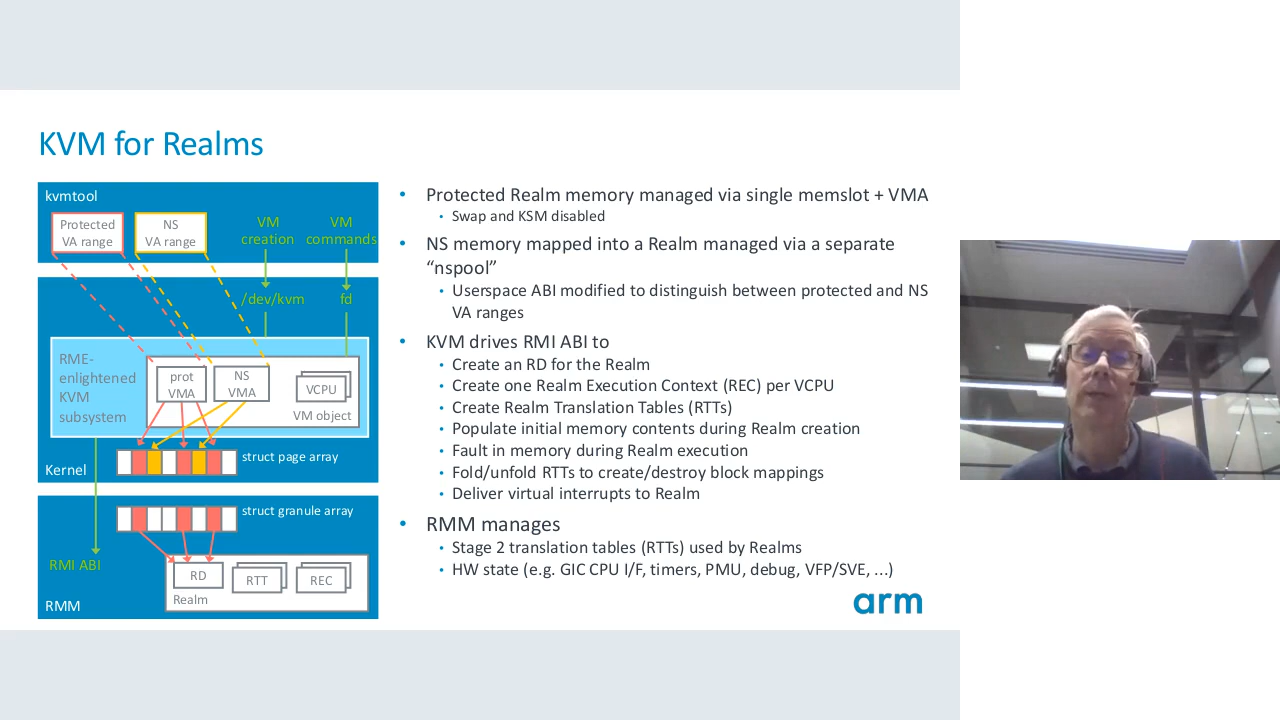 KVM for Realms
kvmtool
Protected
VA range
NS
VA range
VM
creation
VM
commands
/dev/kvm
fd
RME-
enlightened
KVM
subsystem
prot
VMA
NS
VMA
VCPU
VM object
Kernel
struct page array
struct granule array
RMI ABI
RD
RTT
REC
Realm
RMM
• Protected Realm memory managed via single memslot + VMA
• Swap and KSM disabled
• NS memory mapped into a Realm managed via a separate
“nspool”
• Userspace ABI modified to distinguish between protected and NS
VA ranges
• KVM drives RMI ABI to
• Create an RD for the Realm
• Create one Realm Execution Context (REC) per VCPU
• Create Realm Translation Tables (RTTs)
• Populate initial memory contents during Realm creation
• Fault in memory during Realm execution
• Fold/unfold RTTs to create/destroy block mappings
• Deliver virtual interrupts to Realm
• RMM manages
• Stage 2 translation tables (RTTs) used by Realms
• HW state (e.g. GIC CPU I/F, timers, PMU, debug, VFP/SVE, ...)
arm